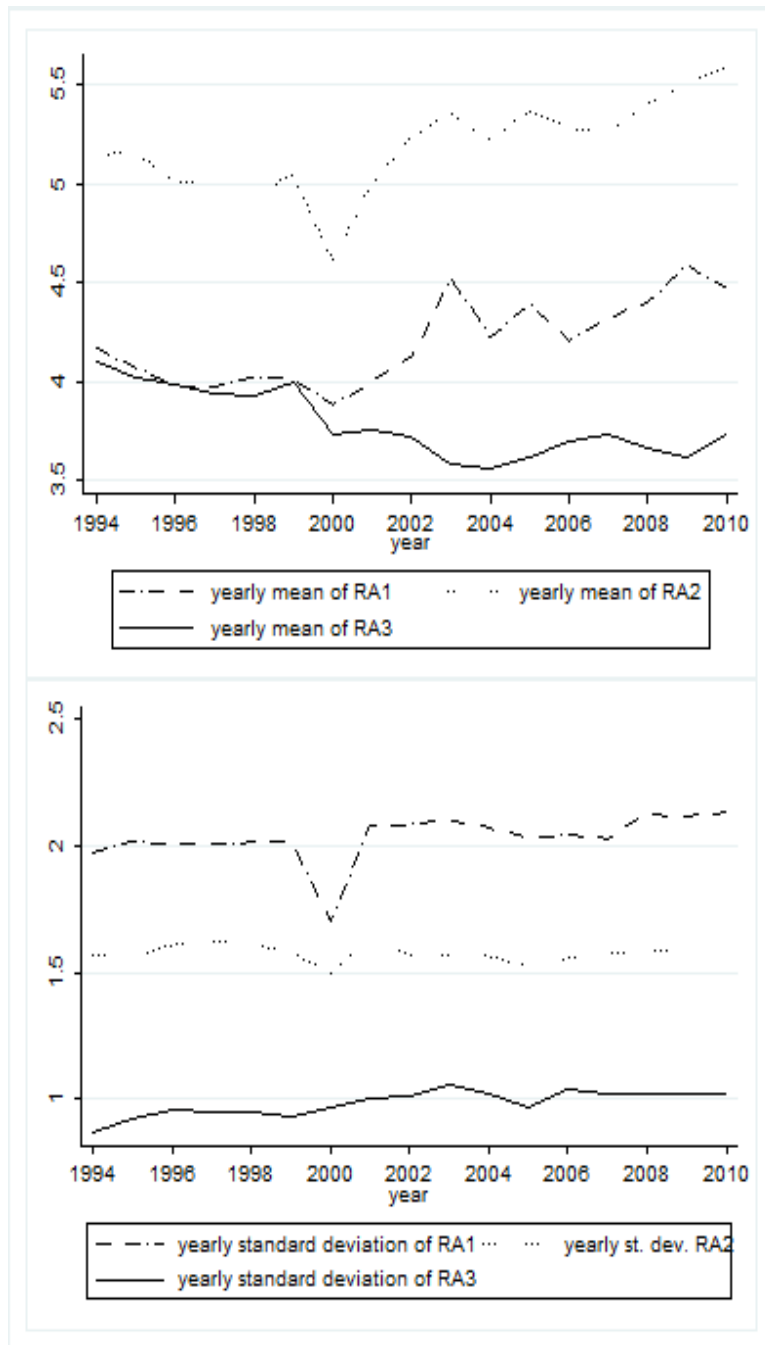 5.5
5
4.5
4
3.5
1994 1996 1998 2000 2002 2004 2006 2008 2010
year
yearly mean of RA1 yearly mean of RA2
yearly mean of RA3
2.5
2
1.5
1
1994 1996 1998 2000 2002 2004 2006 2008 2010
year
yearly standard deviation of RA1 yearly st. dev. RA2
yearly standard deviation of RA3